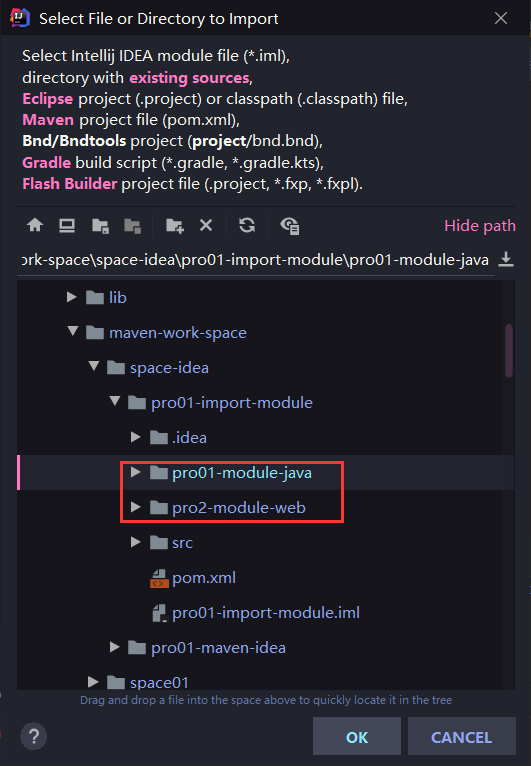 Select File or Directory to Import
Select Intellij IDEA module file (*.iml),
directory with existing sources,
Eclipse project (.project) or classpath (.classpath) file,
Maven project file (pom.xml),
Bnd/Bndtools project (project/bnd.bnd),
Gradle build script (*.gradle, *.gradle.kts),
Flash Builder project file (.project, *.fxp, *.fxpl).
Hide path
ork-space\space-idea\pro01-import-module\pro01-module-java
lib
maven-work-space
space-idea
pro01-import-module
.idea
pro01-module-java
pro2-module-web
src
pom.xml
pro01-import-module.iml
pro01-maven-idea
space01
Drag and drop a file into the space above to quickly locate it in the tree
?
OK
CANCEL